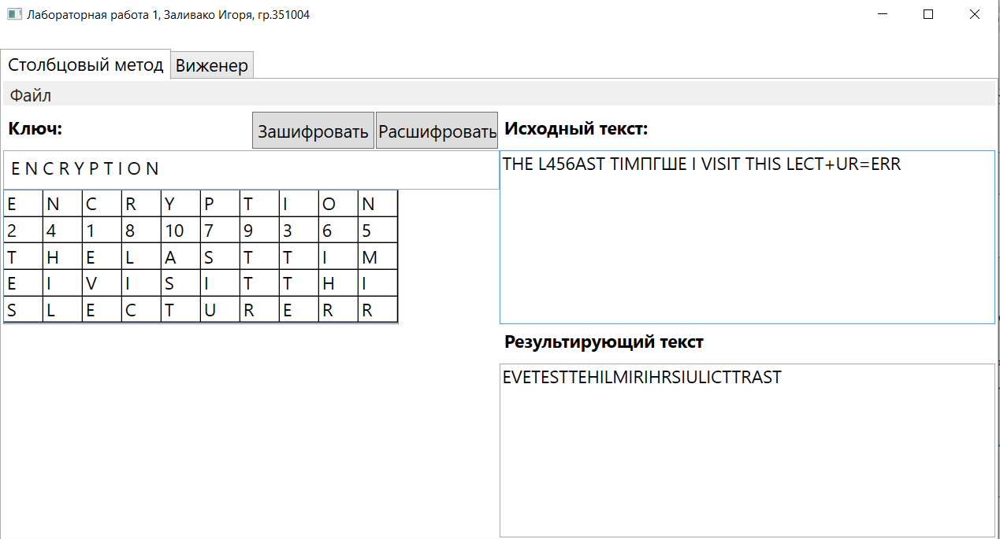 Лабораторная работа 1, Заливако Игоря, гр.351004
Столбцовый метод Виженер
Файл
Ключ: Зашифровать Расшифровать
E N C R Y P T I O N
E N C R Y P T I O N
2 4 1 8 10 7 9 3 6 5
T H E L A S T T I M
E I V I S I T T H I
S L E C T U R E R R
Исходный текст:
THE L456AST TIMПГШЕ I VISIT THIS LECT+UR=ERR
Результирующий текст
EVETESTTEHILMIRIHRSIULICTTRAST